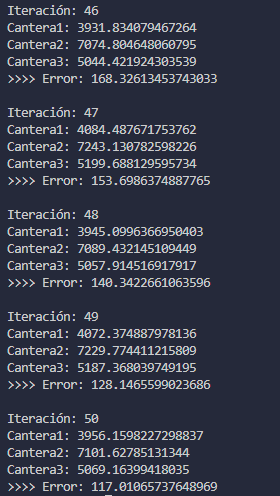 Iteración: 46
Cantera1: 3931.834079467264
Cantera2: 7074.804648060795
Cantera3: 5044.421924303539
>>>> Error: 168.32613453743033
Iteración: 47
Cantera1: 4084.487671753762
Cantera2: 7243.130782598226
Cantera3: 5199.688129595734
>>>> Error: 153.6986374887765
Iteración: 48
Cantera1: 3945.0996366950403
Cantera2: 7089.432145109449
Cantera3: 5057.914516917917
>>>> Error: 140.3422661063596
Iteración: 49
Cantera1: 4072.374887978136
Cantera2: 7229.774411215809
Cantera3: 5187.368039749195
>>>> Error: 128.1465599023686
Iteración: 50
Cantera1: 3956.1598227298837
Cantera2: 7101.62785131344
Cantera3: 5069.16399418035
>>>> Error: 117.01065737648969